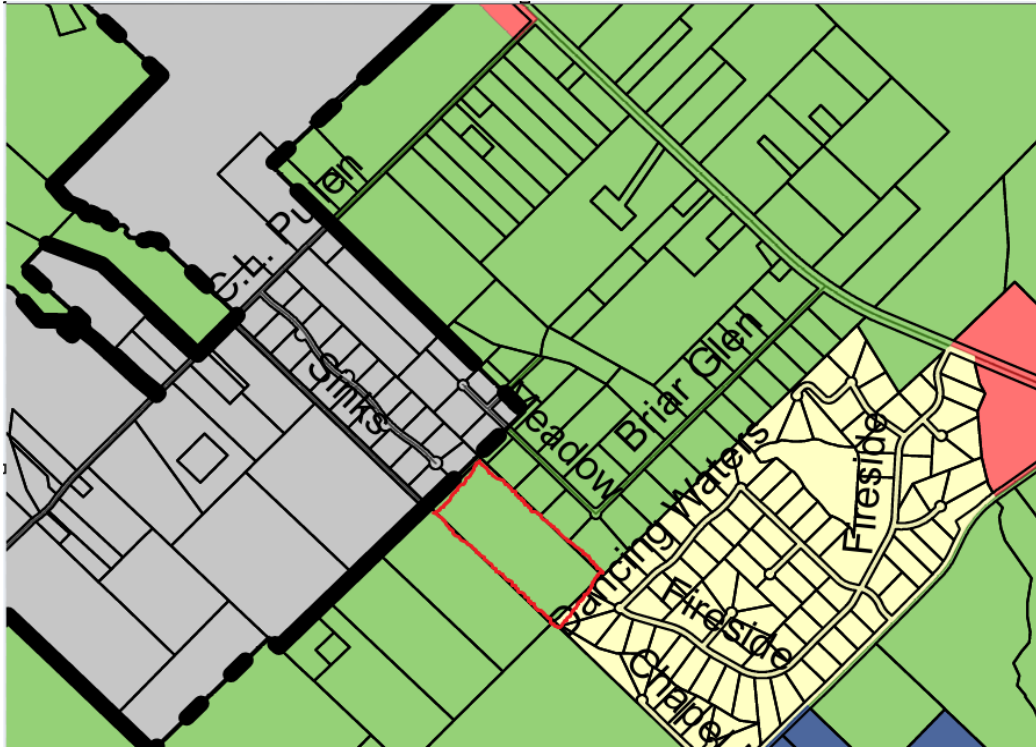 C.L. Pullen
Sinks
Meadow
Briar Glen
Dancing Waters
Fireside
Fireside
Chapel